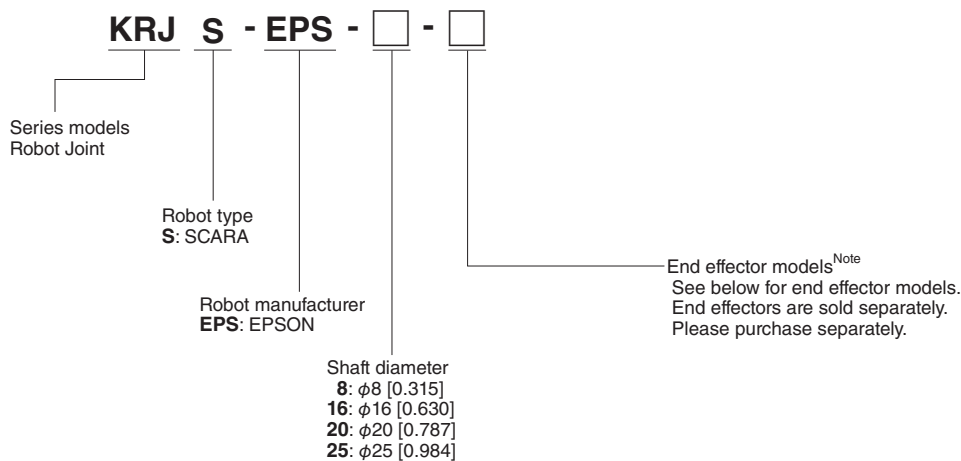 KRJ S - EPS - □ - □
Series models
Robot Joint
Robot type
S: SCARA
Robot manufacturer
EPS: EPSON
Shaft diameter
8: ϕ8 [0.315]
16: ϕ16 [0.630]
20: ϕ20 [0.787]
25: ϕ25 [0.984]
End effector models Note
See below for end effector models.
End effectors are sold separately.
Please purchase separately.